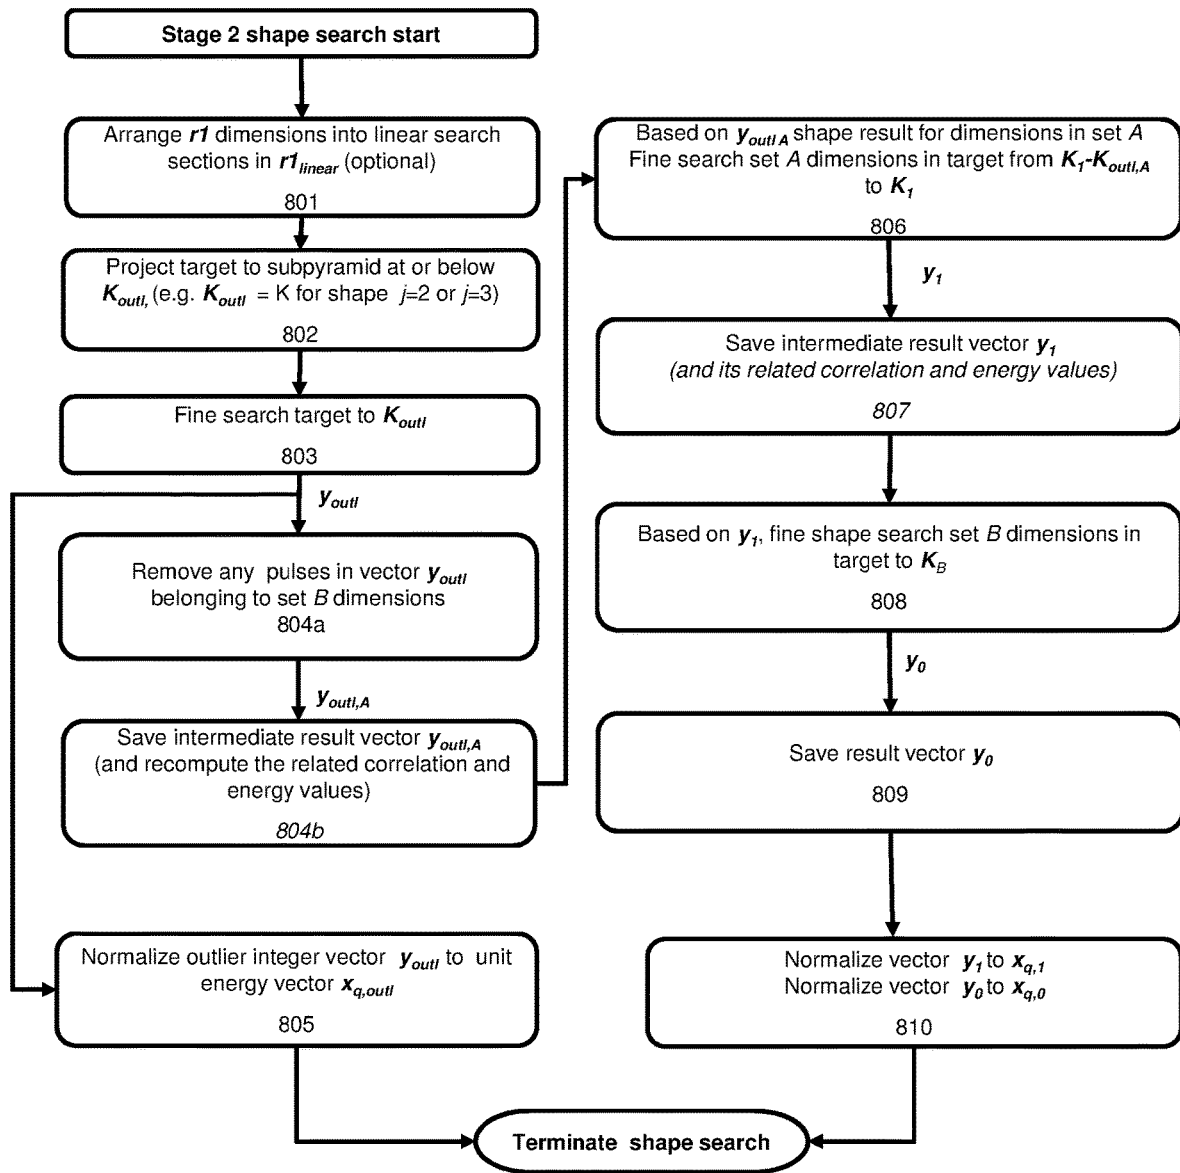 Stage 2 shape search start
Arrange r1 dimensions into linear search
sections in r1linear (optional)
801
Project target to subpyramid at or below
Koutl, (e.g. Koutl = K for shape j=2 or j=3)
802
Fine search target to Koutl
803
youtl
Remove any pulses in vector youtl
belonging to set B dimensions
804a
youtl,A
Save intermediate result vector youtl,A
(and recompute the related correlation and
energy values)
804b
Normalize outlier integer vector youtl to unit
energy vector xq,outl
805
Based on youtl A shape result for dimensions in set A
Fine search set A dimensions in target from K1-Koutl,A
to K1
806
y1
Save intermediate result vector y1
(and its related correlation and energy values)
807
Based on y1, fine shape search set B dimensions in
target to KB
808
y0
Save result vector y0
809
Normalize vector y1 to xq,1
Normalize vector y0 to xq,0
810
Terminate shape search